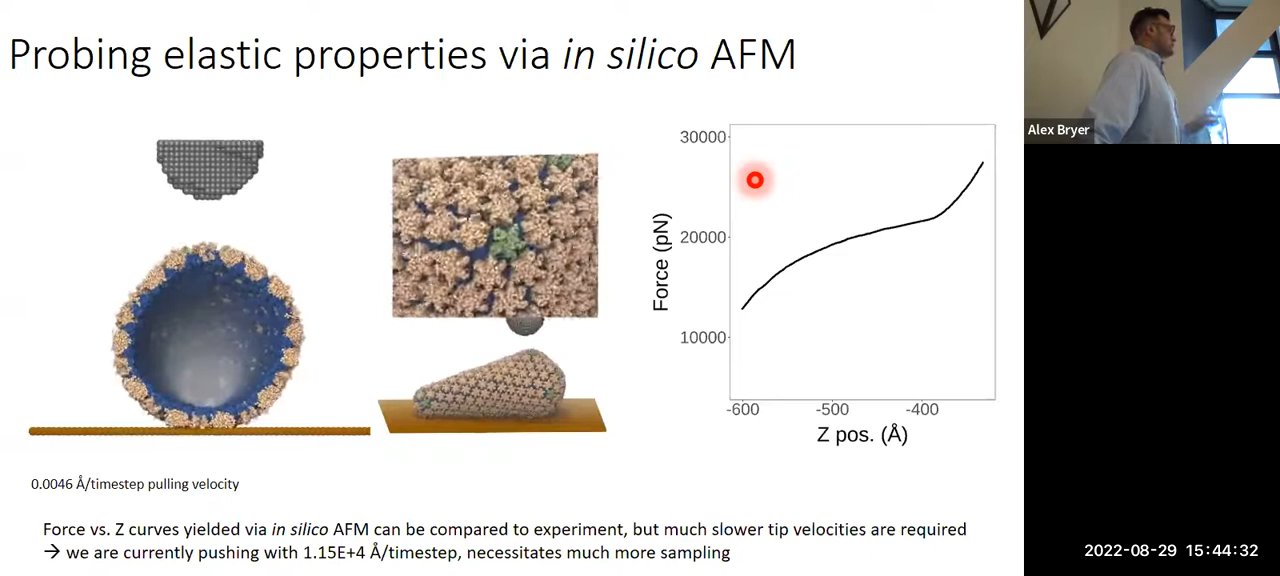 Probing elastic properties via in silico AFM
Alex Bryer
30000
20000
10000
Force (pN)
-600
-500
-400
Z pos. (Å)
0.0046 Å/timestep pulling velocity
Force vs. Z curves yielded via in silico AFM can be compared to experiment, but much slower tip velocities are required
→ we are currently pushing with 1.15E+4 Å/timestep, necessitates much more sampling
2022-08-29 15:44:32